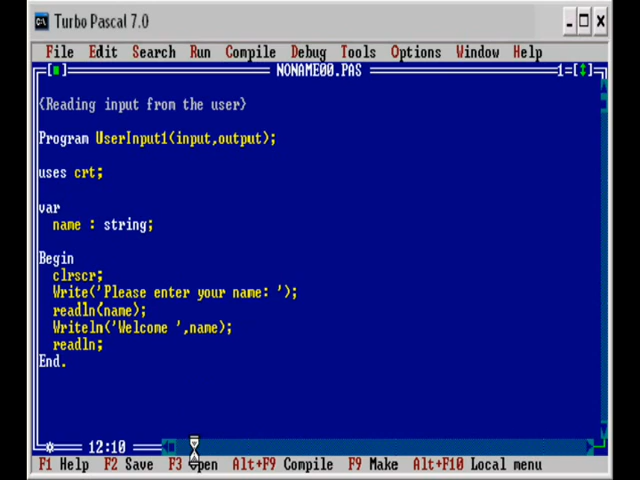 Turbo Pascal 7.0
File Edit Search Run Compile Debug Tools Options Window Help
NONAME00.PAS 1=[↕]
{Reading input from the user}
Program UserInput1(input,output);
uses crt;
var
name : string;
Begin
clrscr;
Write('Please enter your name: ');
readln(name);
Writeln('Welcome ',name);
readln;
End.
12:10
F1 Help F2 Save F3 Open Alt+F9 Compile F9 Make Alt+F10 Local menu